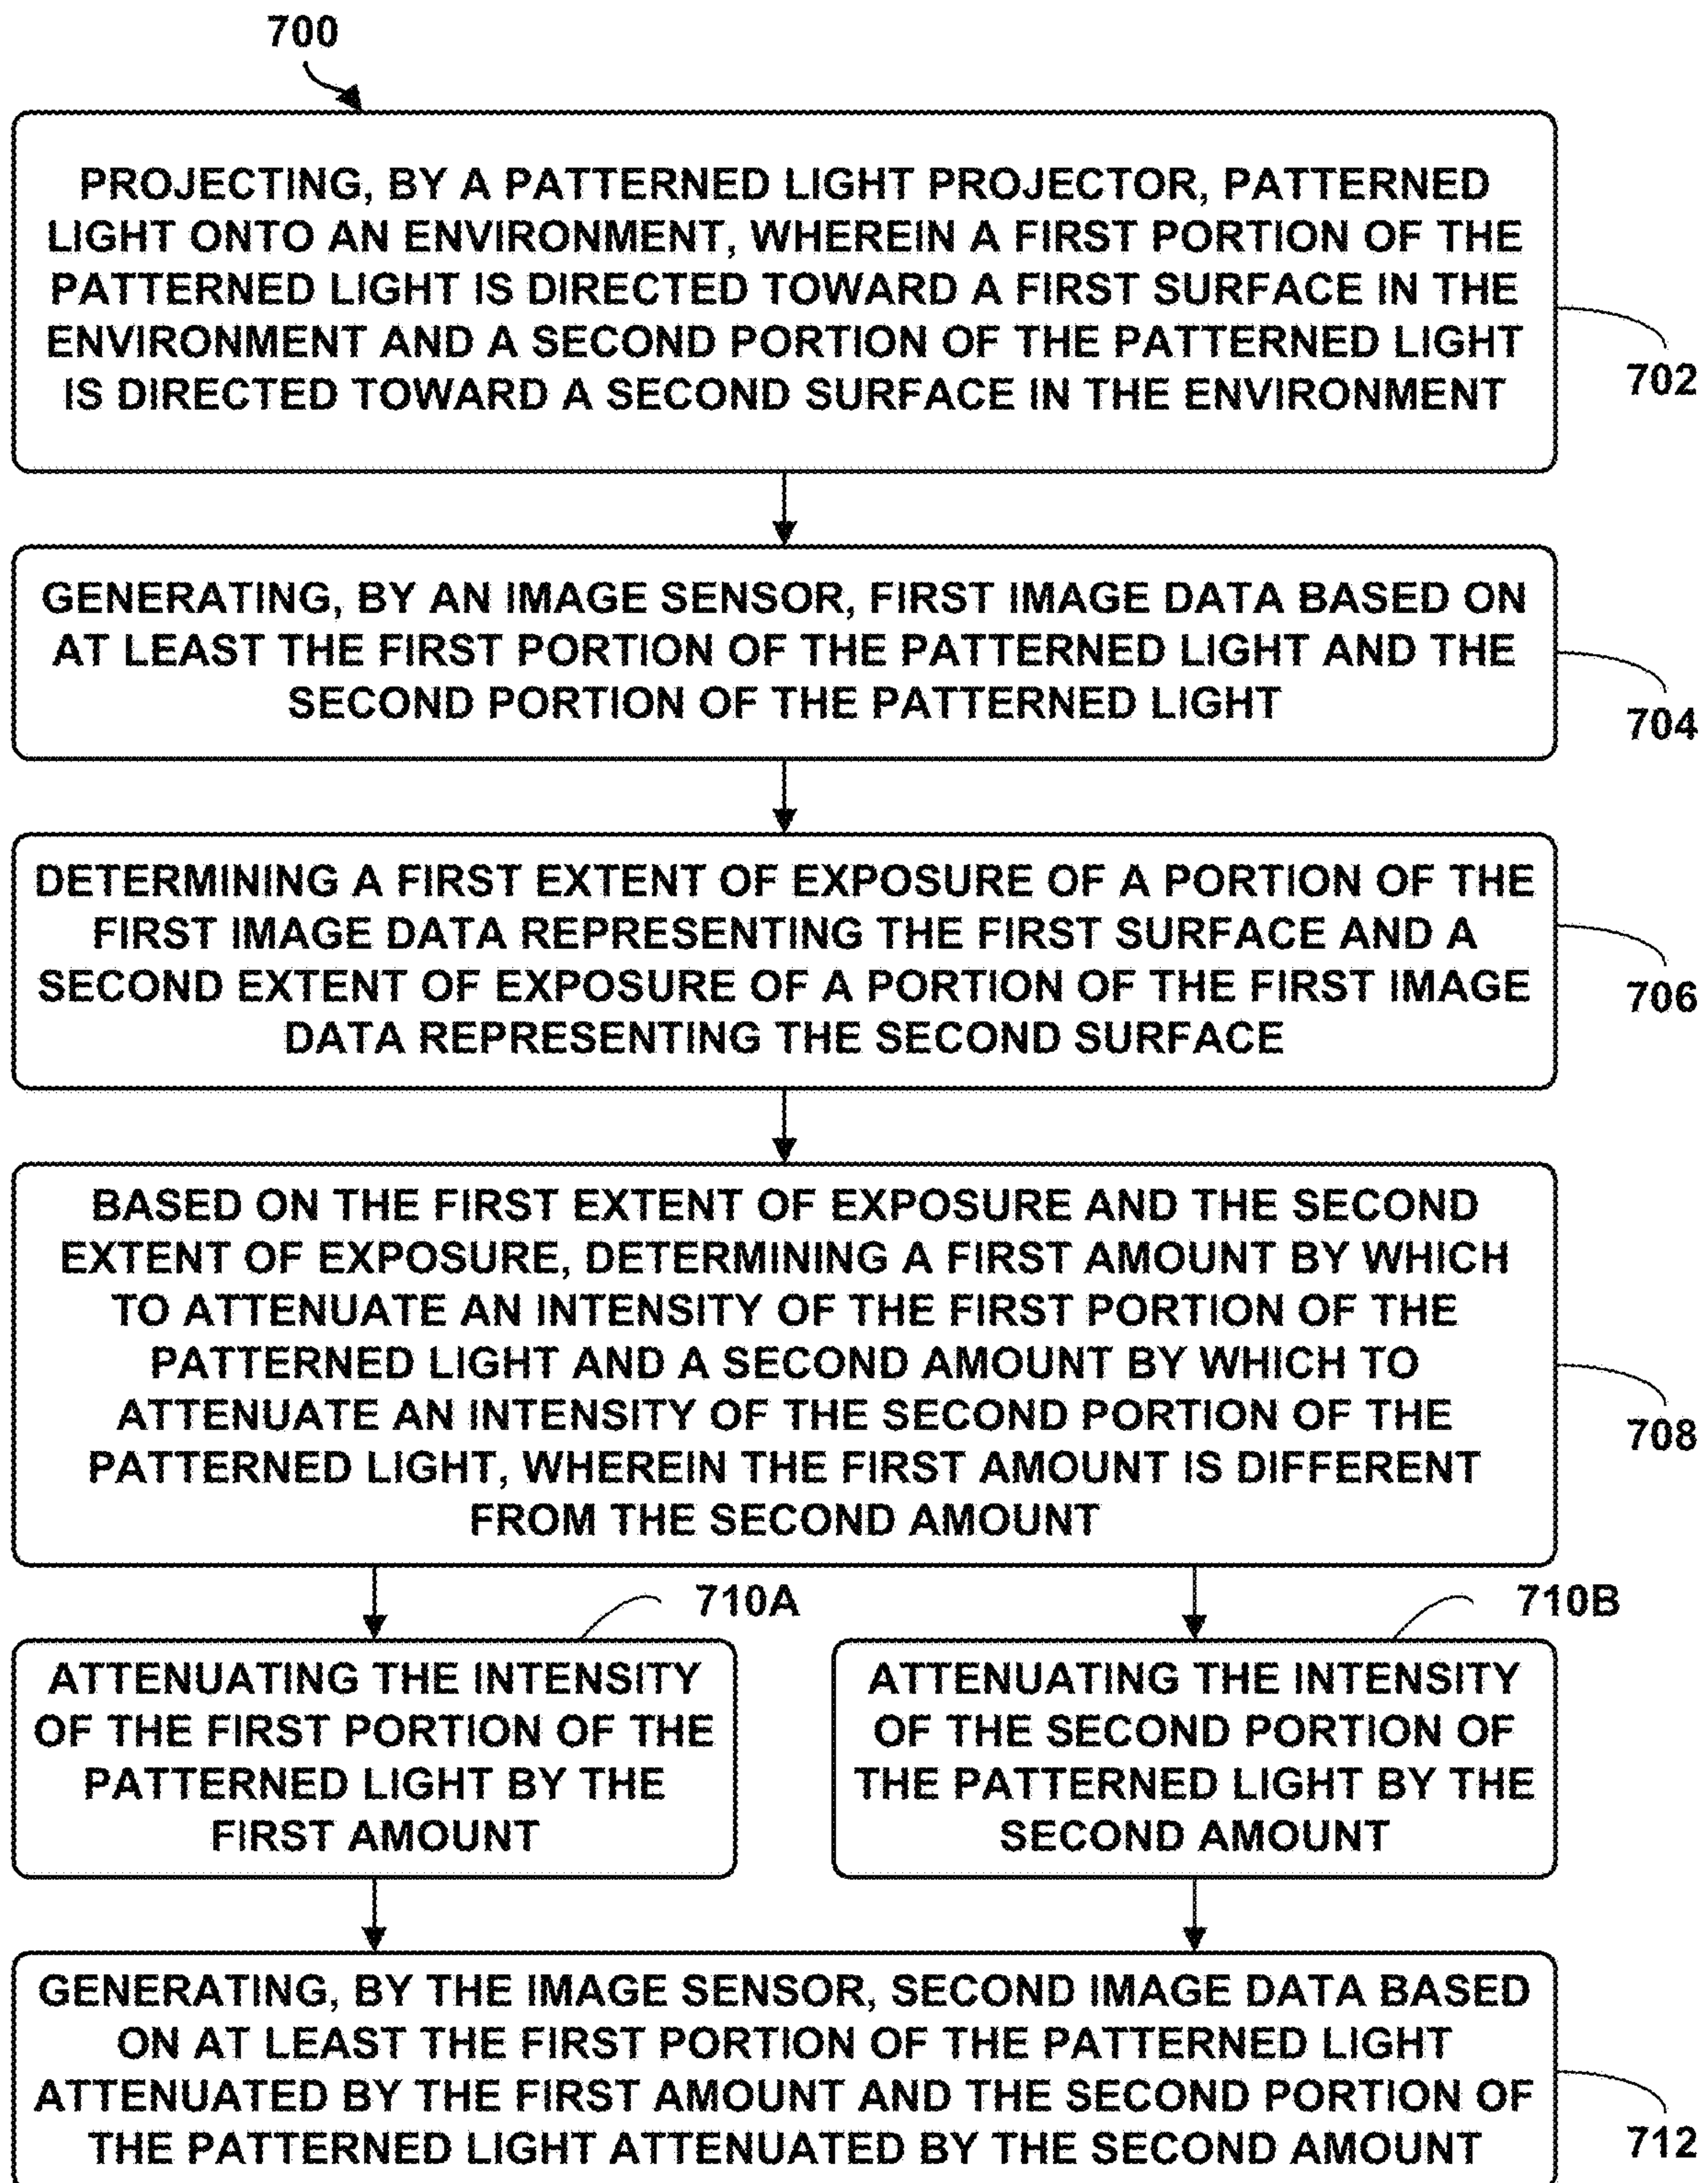 700
PROJECTING, BY A PATTERNED LIGHT PROJECTOR, PATTERNED
LIGHT ONTO AN ENVIRONMENT, WHEREIN A FIRST PORTION OF THE
PATTERNED LIGHT IS DIRECTED TOWARD A FIRST SURFACE IN THE
ENVIRONMENT AND A SECOND PORTION OF THE PATTERNED LIGHT
IS DIRECTED TOWARD A SECOND SURFACE IN THE ENVIRONMENT
702
GENERATING, BY AN IMAGE SENSOR, FIRST IMAGE DATA BASED ON
AT LEAST THE FIRST PORTION OF THE PATTERNED LIGHT AND THE
SECOND PORTION OF THE PATTERNED LIGHT
704
DETERMINING A FIRST EXTENT OF EXPOSURE OF A PORTION OF THE
FIRST IMAGE DATA REPRESENTING THE FIRST SURFACE AND A
SECOND EXTENT OF EXPOSURE OF A PORTION OF THE FIRST IMAGE
DATA REPRESENTING THE SECOND SURFACE
706
BASED ON THE FIRST EXTENT OF EXPOSURE AND THE SECOND
EXTENT OF EXPOSURE, DETERMINING A FIRST AMOUNT BY WHICH
TO ATTENUATE AN INTENSITY OF THE FIRST PORTION OF THE
PATTERNED LIGHT AND A SECOND AMOUNT BY WHICH TO
ATTENUATE AN INTENSITY OF THE SECOND PORTION OF THE
PATTERNED LIGHT, WHEREIN THE FIRST AMOUNT IS DIFFERENT
FROM THE SECOND AMOUNT
708
710A
ATTENUATING THE INTENSITY
OF THE FIRST PORTION OF THE
PATTERNED LIGHT BY THE
FIRST AMOUNT
710B
ATTENUATING THE INTENSITY
OF THE SECOND PORTION OF
THE PATTERNED LIGHT BY THE
SECOND AMOUNT
GENERATING, BY THE IMAGE SENSOR, SECOND IMAGE DATA BASED
ON AT LEAST THE FIRST PORTION OF THE PATTERNED LIGHT
ATTENUATED BY THE FIRST AMOUNT AND THE SECOND PORTION OF
THE PATTERNED LIGHT ATTENUATED BY THE SECOND AMOUNT
712